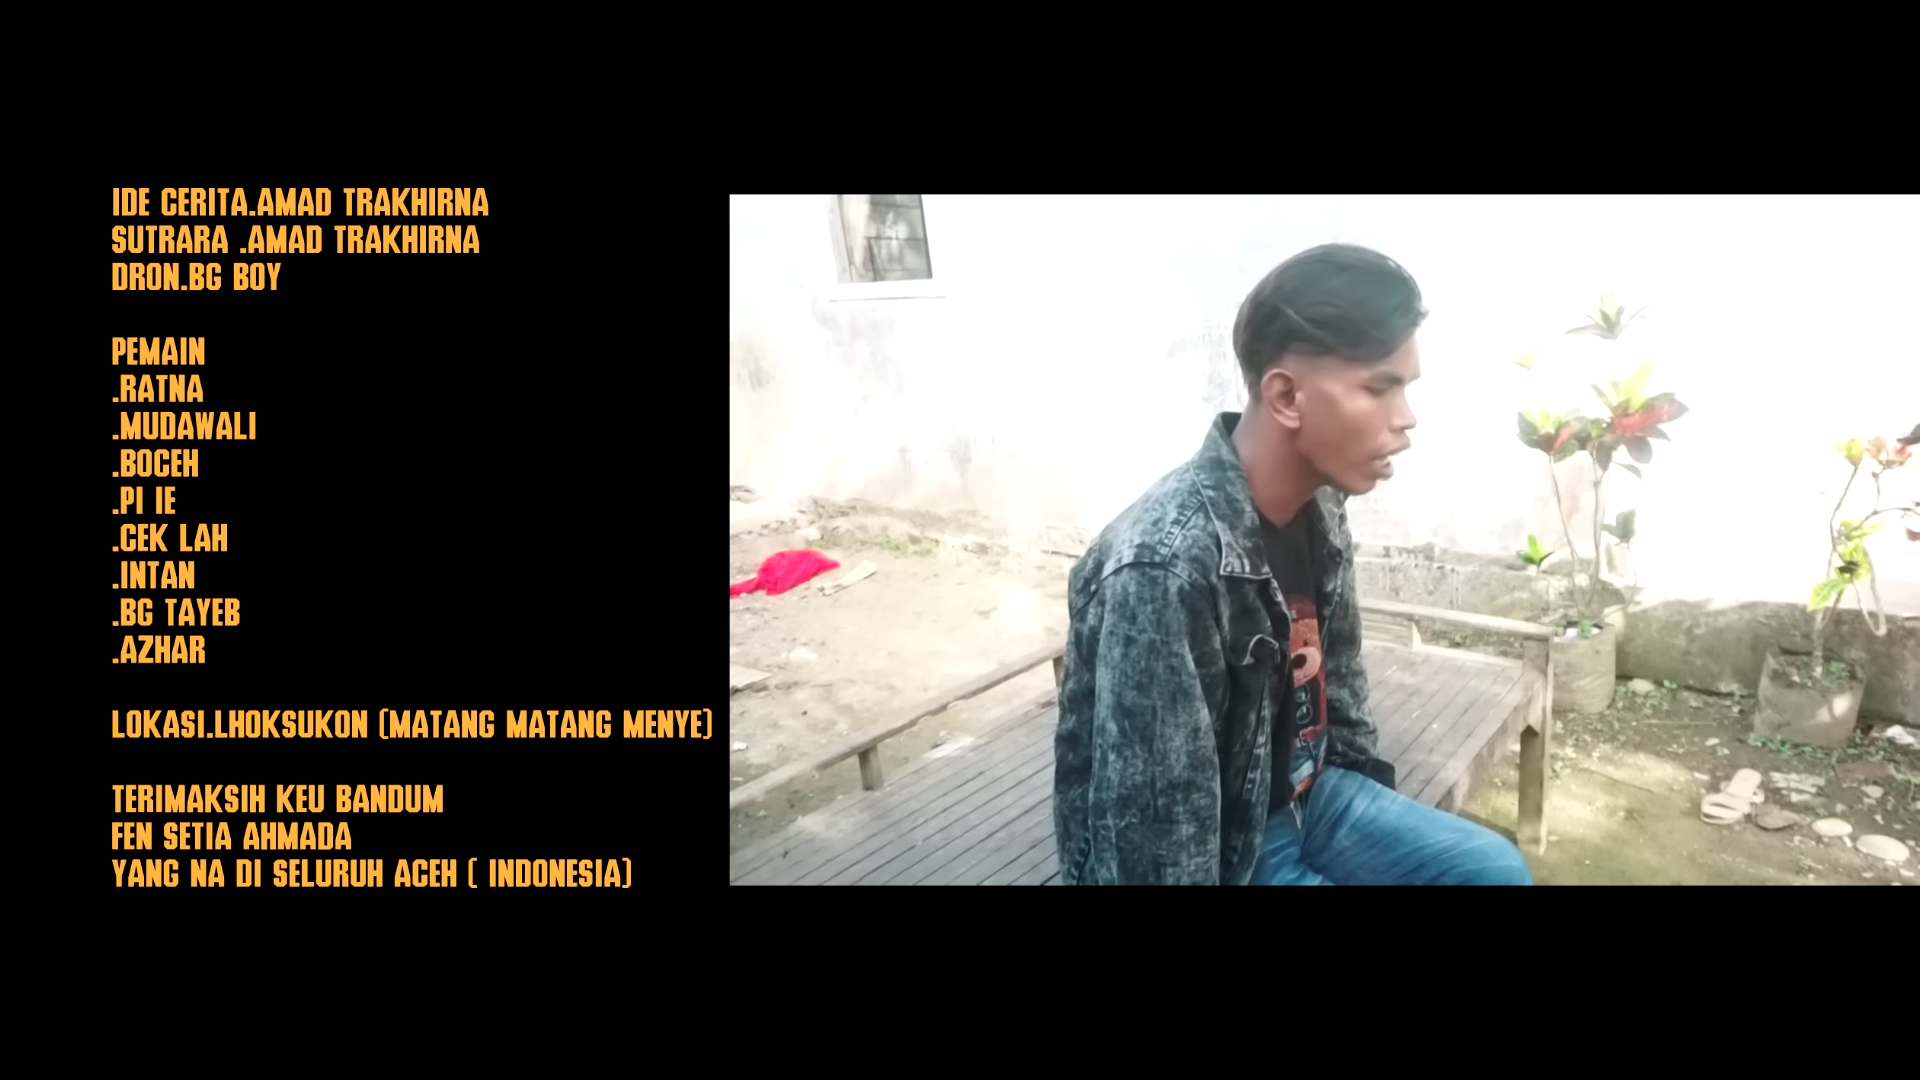 IDE CERITA.AMAD TRAKHIRNA
SUTRARA .AMAD TRAKHIRNA
DRON.BG BOY
PEMAIN
.RATNA
.MUDAWALI
.BOCEH
.PI IE
.CEK LAH
.INTAN
.BG TAYEB
.AZHAR
LOKASI.LHOKSUKON (MATANG MATANG MENYE)
TERIMAKSIH KEU BANDUM
FEN SETIA AHMADA
YANG NA DI SELURUH ACEH ( INDONESIA)